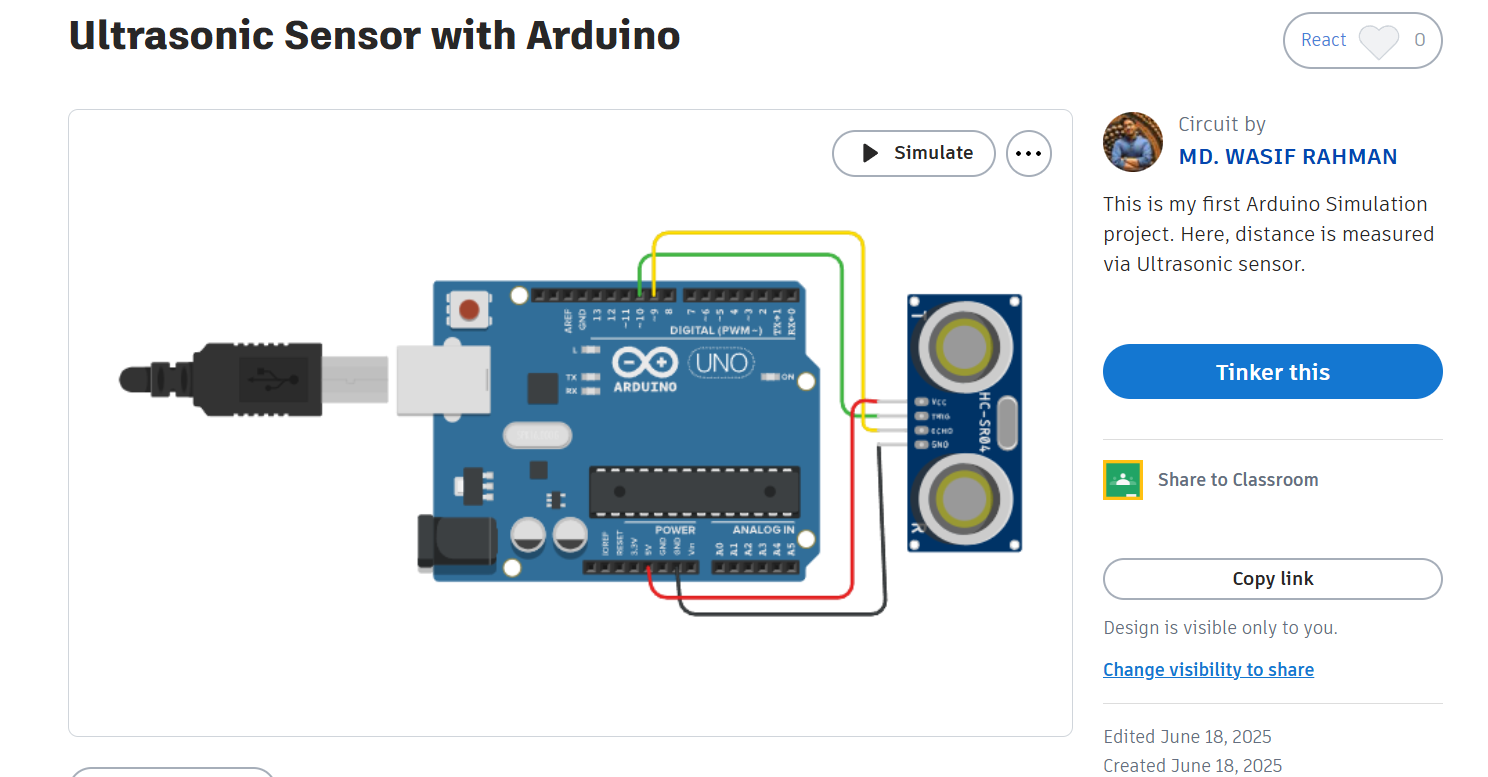 Ultrasonic Sensor with Arduino
React 0
Simulate
Circuit by
MD. WASIF RAHMAN
This is my first Arduino Simulation
project. Here, distance is measured
via Ultrasonic sensor.
Tinker this
Share to Classroom
Copy link
Design is visible only to you.
Change visibility to share
Edited June 18, 2025
Created June 18, 2025
AREF
GND
13
12
~11
~10
~9
8
7
~6
~5
4
~3
2
TX→1
RX←0
DIGITAL (PWM~)
L
TX
RX
ARDUINO
UNO
ON
POWER
ANALOG IN
IOREF
RESET
3.3V
5V
GND
GND
Vin
A0
A1
A2
A3
A4
A5
T
VCC
TRIG
ECHO
GND
HC-SR04
R